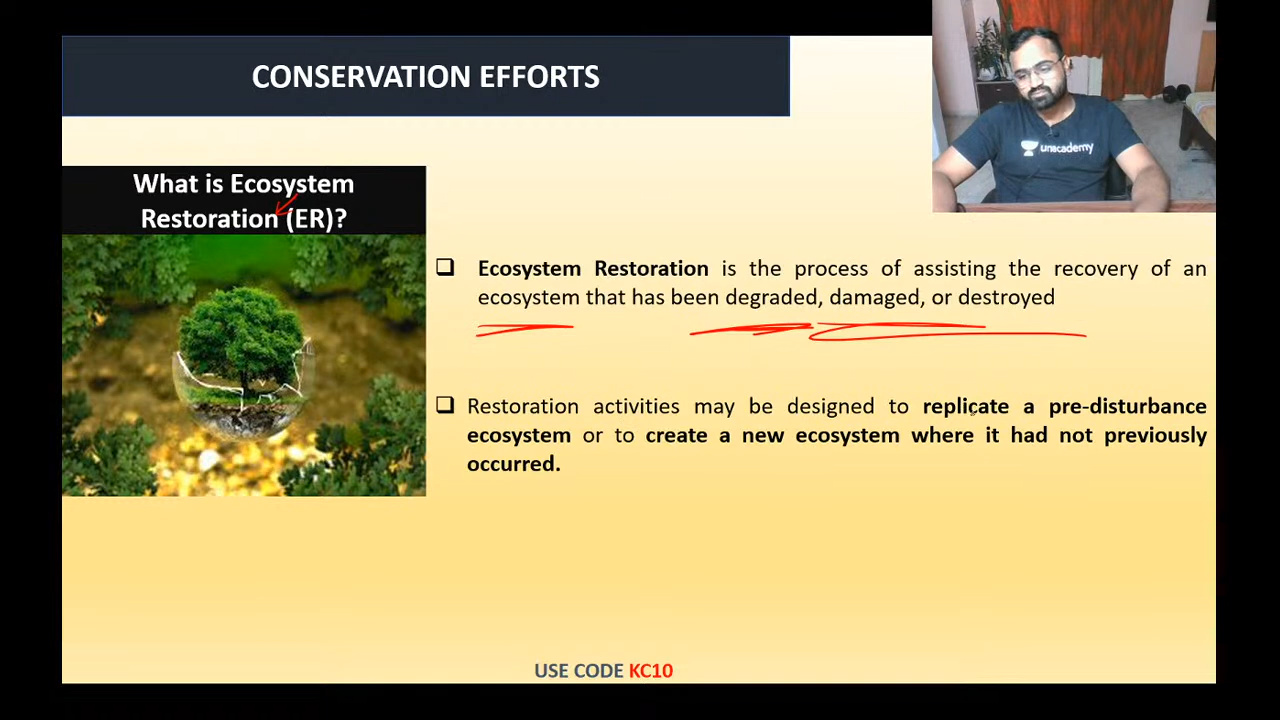 CONSERVATION EFFORTS
unacademy
What is Ecosystem
Restoration (ER)?
Ecosystem Restoration is the process of assisting the recovery of an
ecosystem that has been degraded, damaged, or destroyed
Restoration activities may be designed to replicate a pre-disturbance
ecosystem or to create a new ecosystem where it had not previously
occurred.
USE CODE KC10